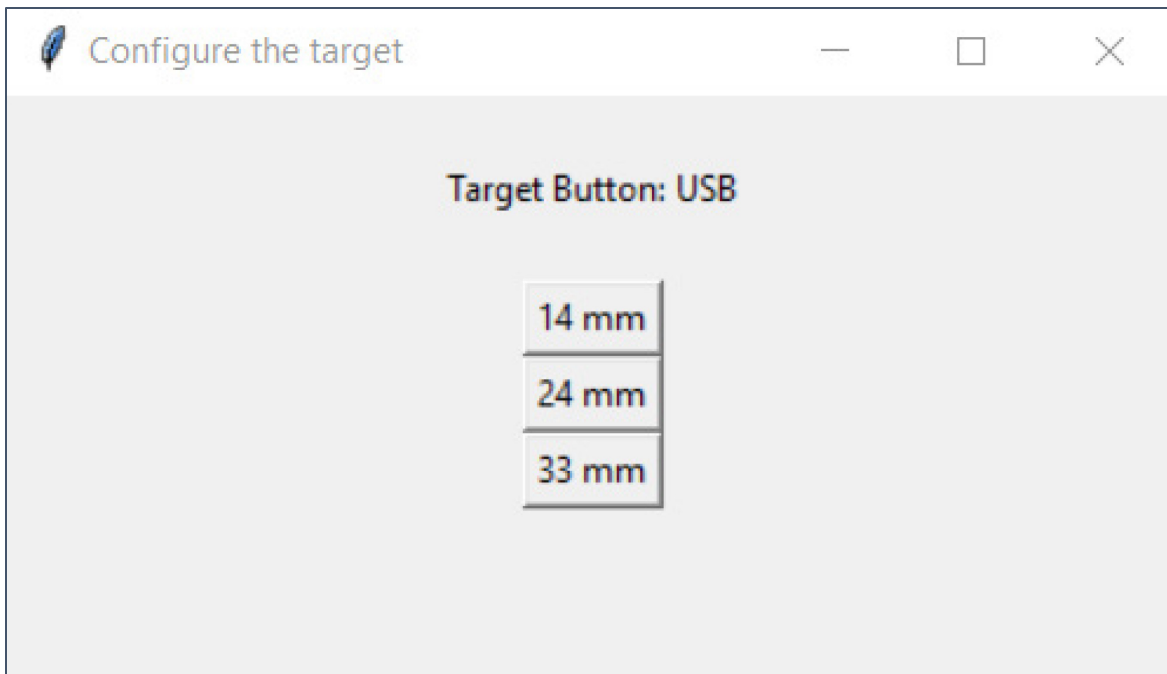 Configure the target
Target Button: USB
14 mm
24 mm
33 mm